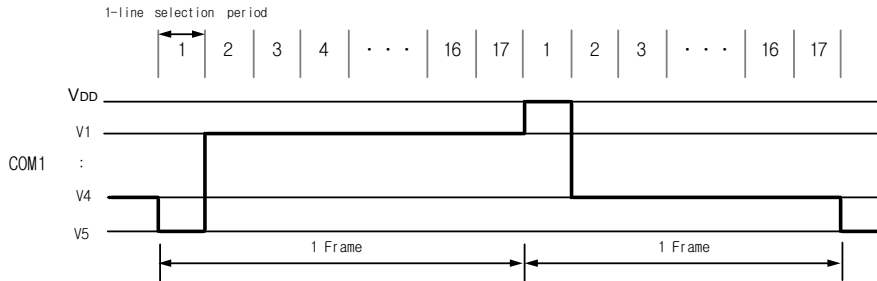 1-line selection period
1 2 3 4 · · · 16 17 1 2 3 · · · 16 17
VDD
V1
COM1 :
V4
V5
1 Frame 1 Frame